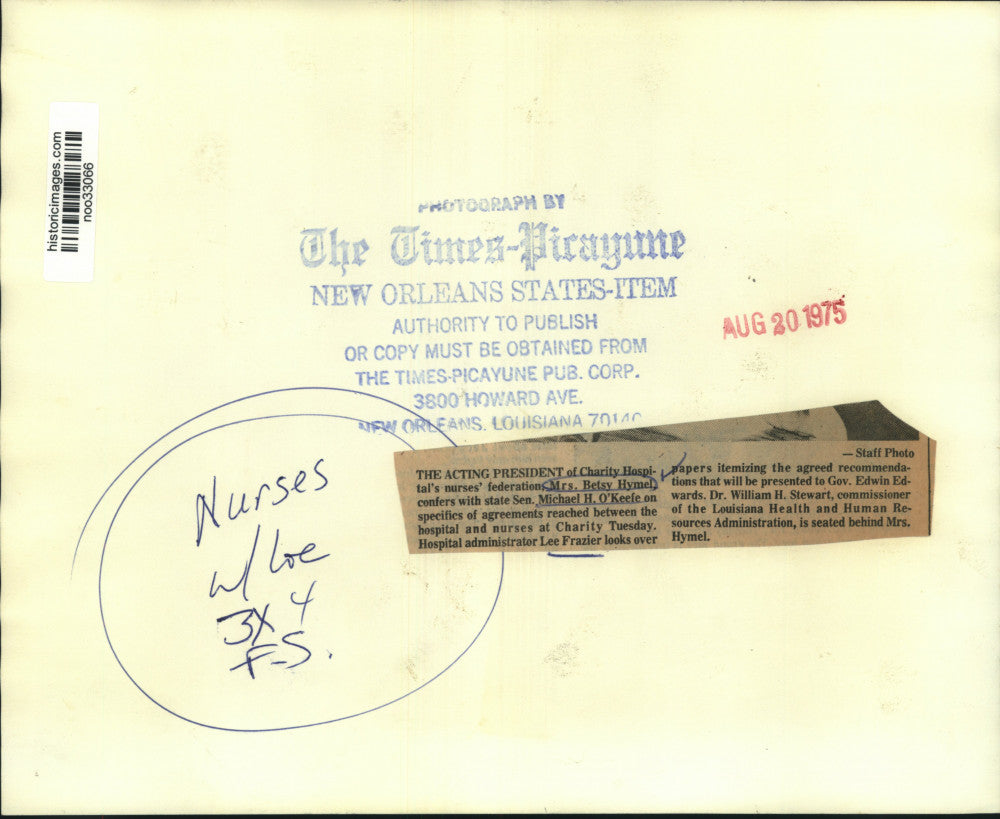 historicimages.com
noo33066
PHOTOGRAPH BY
The Times-Picayune
NEW ORLEANS STATES-ITEM
AUTHORITY TO PUBLISH
OR COPY MUST BE OBTAINED FROM
THE TIMES-PICAYUNE PUB. CORP.
3800 HOWARD AVE.
NEW ORLEANS, LOUISIANA 70140
AUG 20 1975
— Staff Photo
THE ACTING PRESIDENT of Charity Hospi-
tal's nurses' federation, Mrs. Betsy Hymel,
confers with state Sen. Michael H. O'Keefe on
specifics of agreements reached between the
hospital and nurses at Charity Tuesday.
Hospital administrator Lee Frazier looks over
papers itemizing the agreed recommenda-
tions that will be presented to Gov. Edwin Ed-
wards. Dr. William H. Stewart, commissioner
of the Louisiana Health and Human Re-
sources Administration, is seated behind Mrs.
Hymel.
Nurses
w/
3X4
F-S.